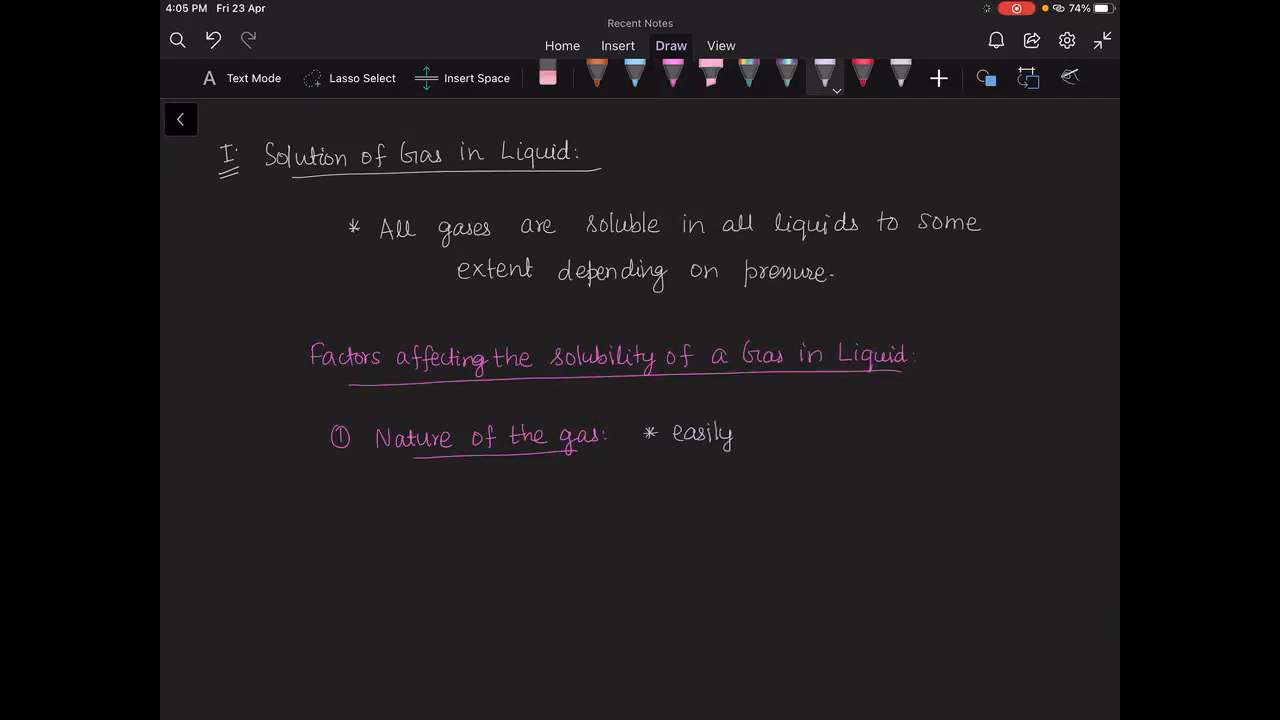 4:05 PM Fri 23 Apr
74%
Recent Notes
Home Insert Draw View
A Text Mode Lasso Select Insert Space
I: Solution of Gas in Liquid:
* All gases are soluble in all liquids to some
extent depending on pressure.
Factors affecting the solubility of a Gas in Liquid:
① Nature of the gas: * easily